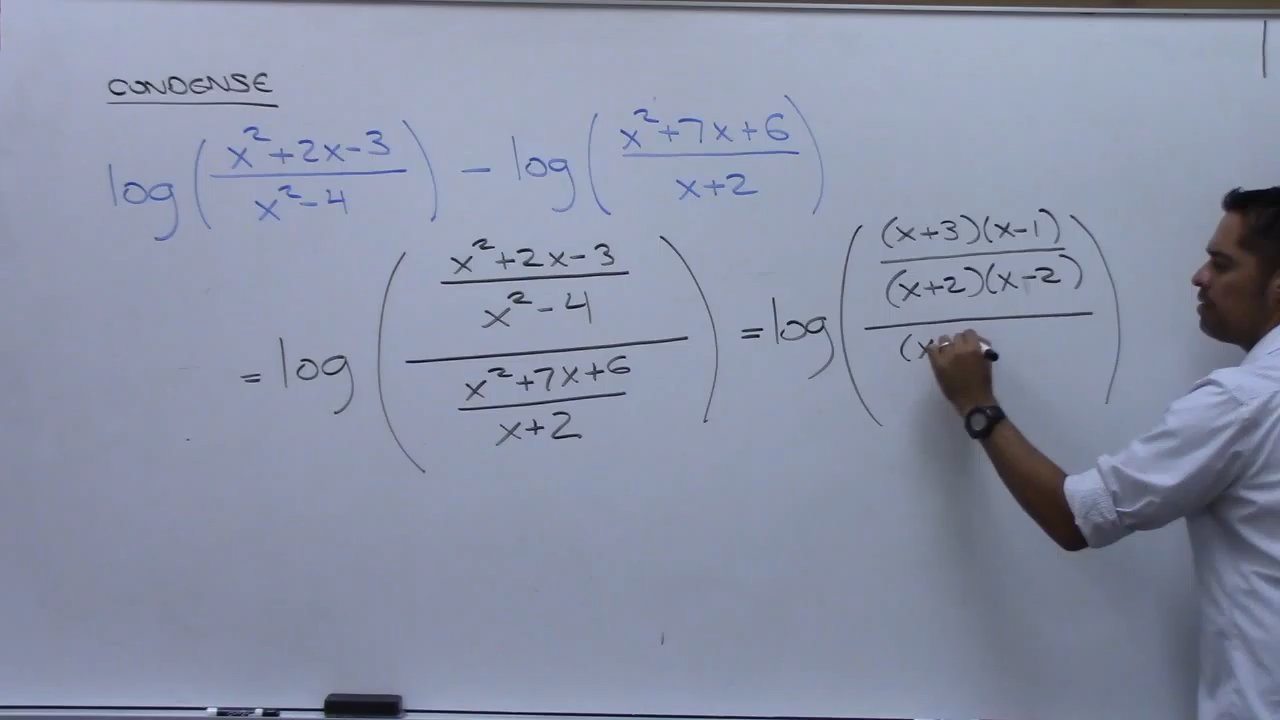 CONDENSE
log((x²+2x-3)/(x²-4)) - log((x²+7x+6)/(x+2))
= log(((x²+2x-3)/(x²-4))/((x²+7x+6)/(x+2))) = log(((x+3)(x-1)/(x+2)(x-2))/((x